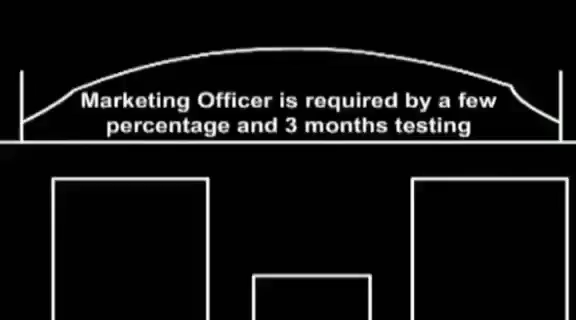 Marketing Officer is required by a few
percentage and 3 months testing